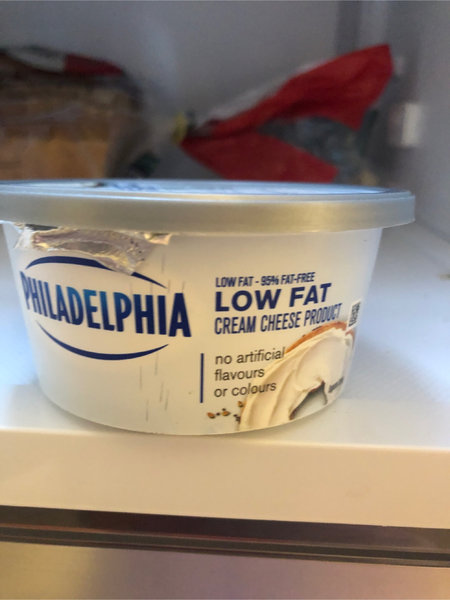 PHILADELPHIA
LOW FAT - 95% FAT-FREE
LOW FAT
CREAM CHEESE PRODUCT
no artificial
flavours
or colours